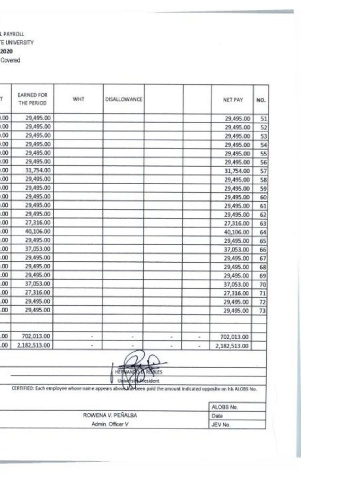 PAYROLL
UNIVERSITY
2020
Covered
EARNED FOR THE PERIOD WHT DISALLOWANCE NET PAY NO.
.00 29,495.00 29,495.00 51
.00 29,495.00 29,495.00 52
.00 29,495.00 29,495.00 53
.00 29,495.00 29,495.00 54
.00 29,495.00 29,495.00 55
.00 29,495.00 29,495.00 56
.00 31,754.00 31,754.00 57
.00 29,495.00 29,495.00 58
.00 29,495.00 29,495.00 59
.00 29,495.00 29,495.00 60
.00 29,495.00 29,495.00 61
.00 29,495.00 29,495.00 62
.00 27,316.00 27,316.00 63
.00 40,106.00 40,106.00 64
.00 29,495.00 29,495.00 65
.00 37,053.00 37,053.00 66
.00 29,495.00 29,495.00 67
.00 29,495.00 29,495.00 68
.00 29,495.00 29,495.00 69
.00 37,053.00 37,053.00 70
.00 27,316.00 27,316.00 71
.00 29,495.00 29,495.00 72
.00 29,495.00 29,495.00 73
.00 702,013.00 - - - - 702,013.00
.00 2,182,513.00 - - - - 2,182,513.00
University President
CERTIFIED: Each employee whose name appears above has been paid the amount indicated opposite on his ALOBS No.
ALOBS No.
ROWENA V. PEÑALBA Date
Admin. Officer V JEV No